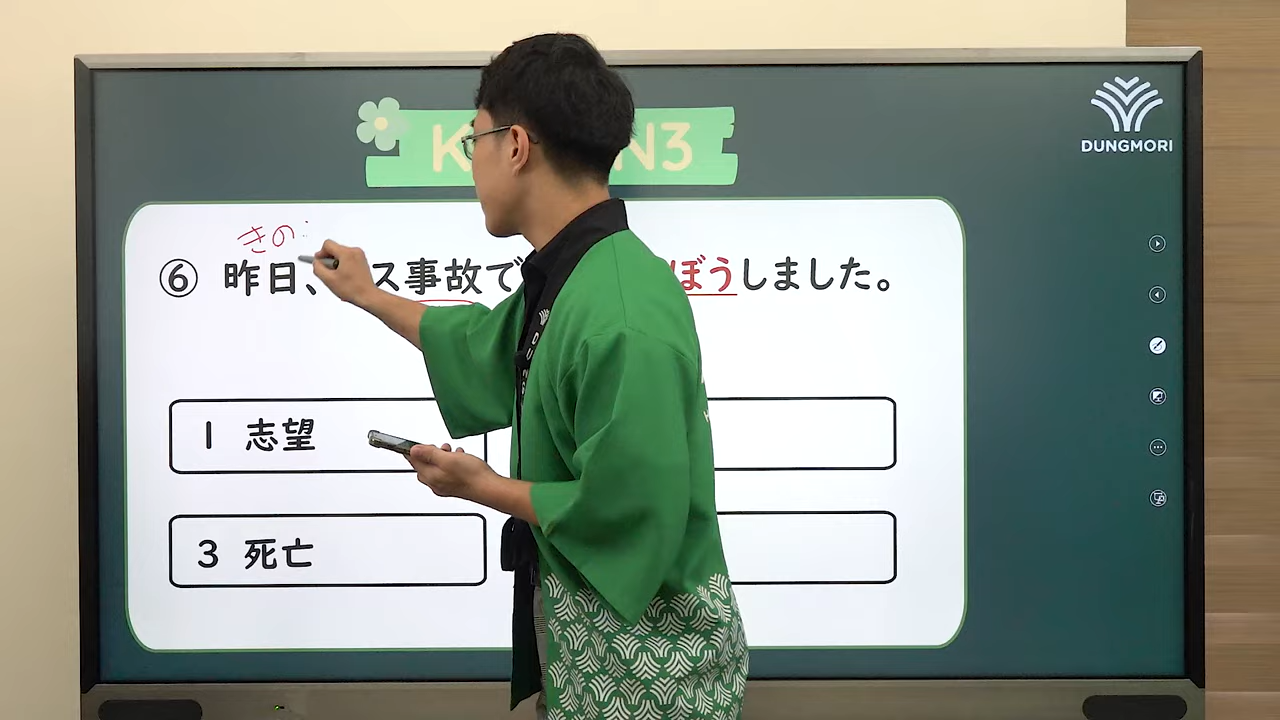 DUNGMORI
N3
きの
⑥ 昨日、ス事故で ぼうしました。
1 志望
3 死亡